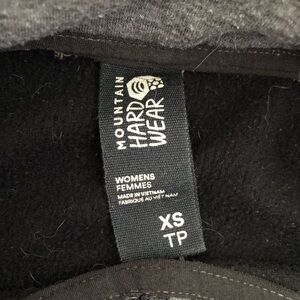 MOUNTAIN
HARD
WEAR
WOMENS
FEMMES
MADE IN VIETNAM
FABRIQUÉ AU VIET NAM
XS
TP